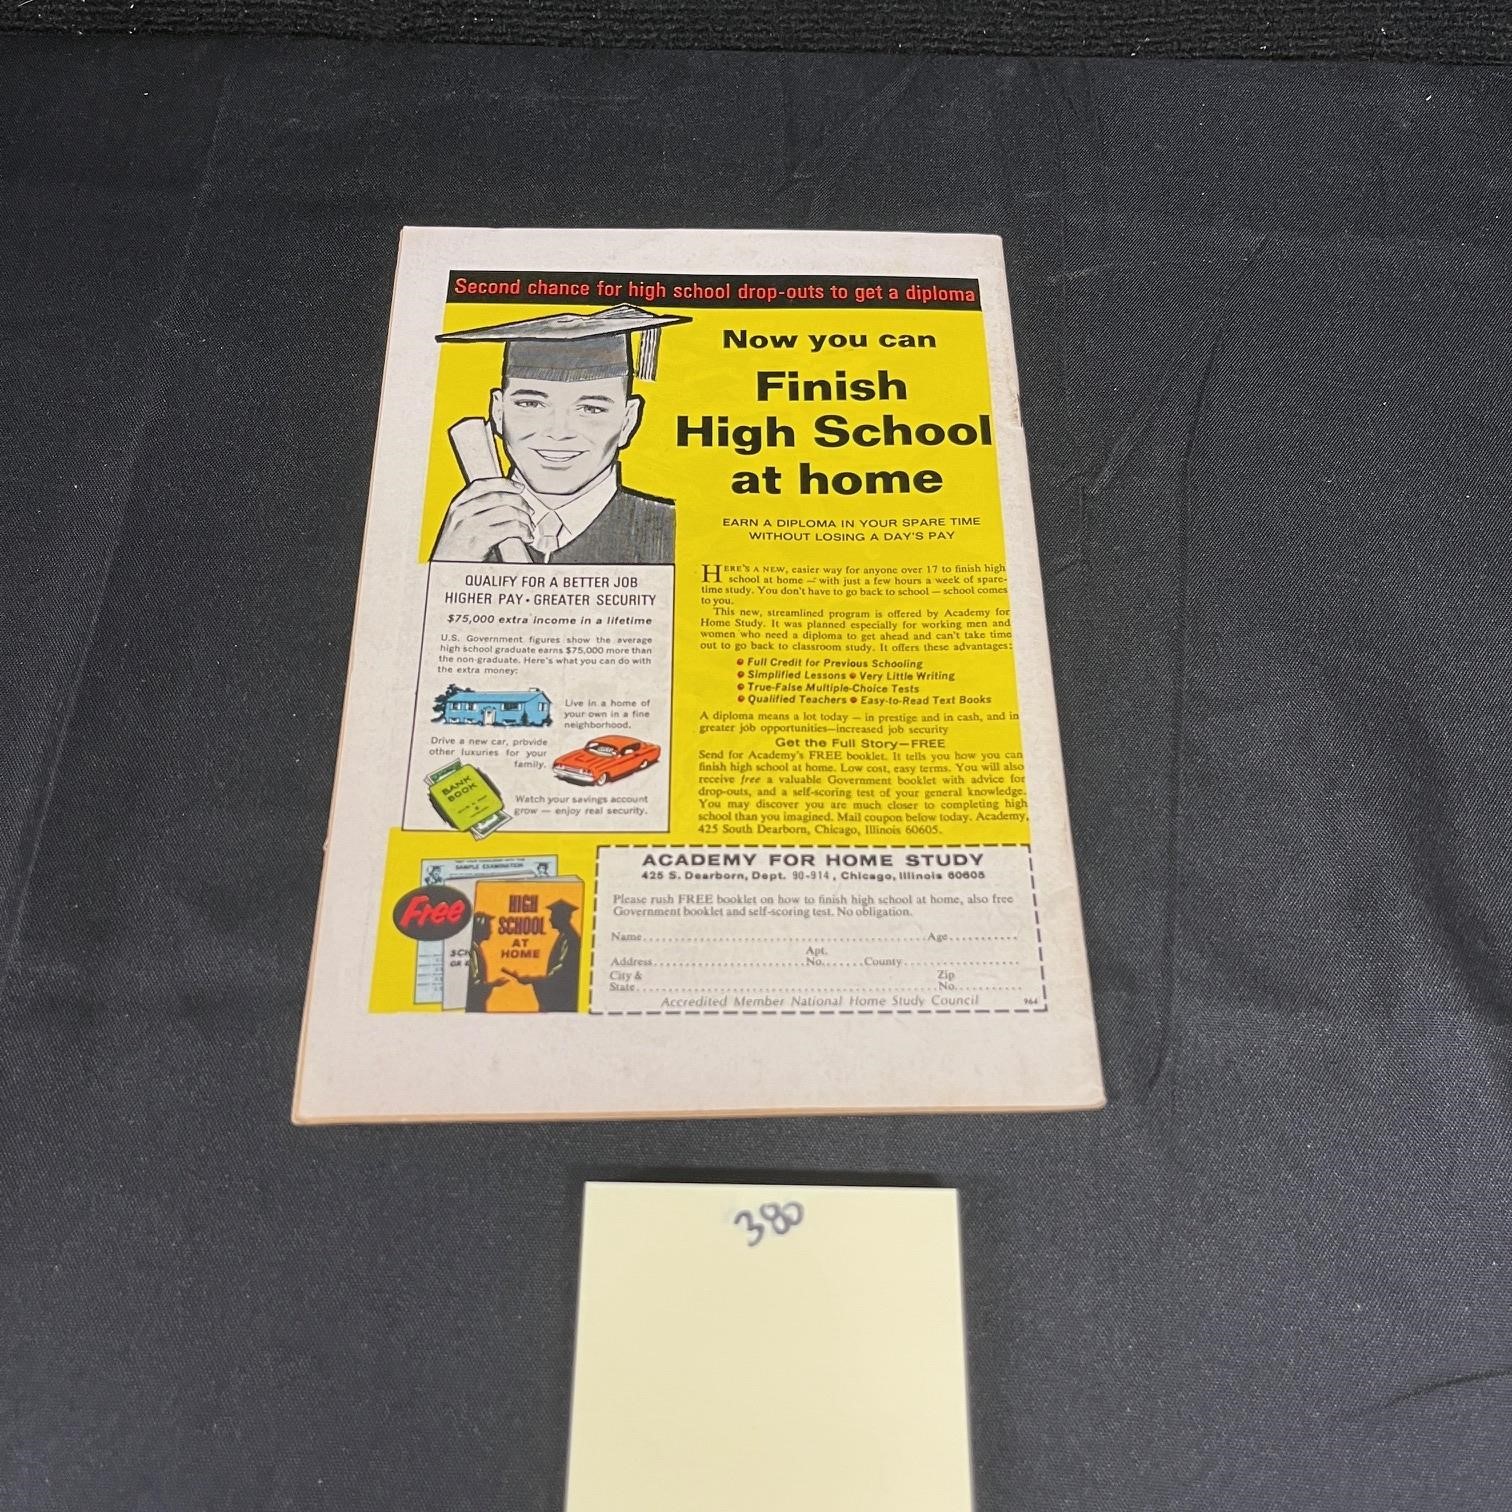 Second chance for high school drop-outs to get a diploma
Now you can
Finish
High School
at home
EARN A DIPLOMA IN YOUR SPARE TIME
WITHOUT LOSING A DAY'S PAY
QUALIFY FOR A BETTER JOB
HIGHER PAY • GREATER SECURITY
$75,000 extra income in a lifetime
U.S. Government figures show the average
high school graduate earns $75,000 more than
the non-graduate. Here's what you can do with
the extra money:
Live in a home of
your own in a fine
neighborhood.
Drive a new car, provide
other luxuries for your
family.
BANK
BOOK
Watch your savings account
grow — enjoy real security.
HERE'S A NEW, easier way for anyone over 17 to finish high
school at home — with just a few hours a week of spare-
time study. You don't have to go back to school — school comes
to you.
This new, streamlined program is offered by Academy for
Home Study. It was planned especially for working men and
women who need a diploma to get ahead and can't take time
out to go back to classroom study. It offers these advantages:
• Full Credit for Previous Schooling
• Simplified Lessons • Very Little Writing
• True-False Multiple-Choice Tests
• Qualified Teachers • Easy-to-Read Text Books
A diploma means a lot today — in prestige and in cash, and in
greater job opportunities—increased job security
Get the Full Story—FREE
Send for Academy's FREE booklet. It tells you how you can
finish high school at home. Low cost, easy terms. You will also
receive free a valuable Government booklet with advice for
drop-outs, and a self-scoring test of your general knowledge.
You may discover you are much closer to completing high
school than you imagined. Mail coupon below today. Academy,
425 South Dearborn, Chicago, Illinois 60605.
SAMPLE EXAMINATION
Free
HIGH
SCHOOL
AT
HOME
ACADEMY FOR HOME STUDY
425 S. Dearborn, Dept. 90-914, Chicago, Illinois 60605
Please rush FREE booklet on how to finish high school at home, also free
Government booklet and self-scoring test. No obligation.
Name Age
Address Apt. No. County
City & State Zip No.
Accredited Member National Home Study Council 964
380